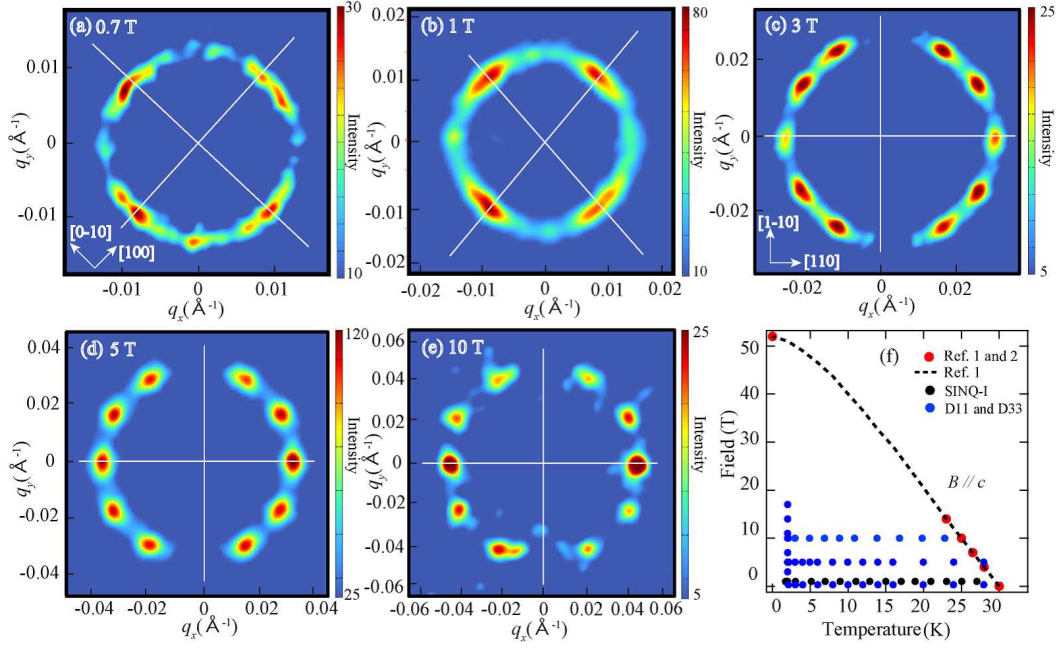 (a) 0.7 T
30
0.01
0
-0.01
qy(Å-1)
Intensity
10
[0-10]
[100]
-0.01
0
0.01
qx(Å-1)
(b) 1 T
80
0.02
0.01
0
-0.01
-0.02
qy(Å-1)
Intensity
10
-0.02
-0.01
0
0.01
0.02
qx(Å-1)
(c) 3 T
25
0.02
0
-0.02
qy(Å-1)
Intensity
5
[1-10]
[110]
-0.02
0
0.02
qx(Å-1)
(d) 5 T
120
0.04
0.02
0
-0.02
-0.04
qy(Å-1)
Intensity
25
-0.04
-0.02
0
0.02
0.04
qx(Å-1)
(e) 10 T
25
0.06
0.04
0.02
0
-0.02
-0.04
-0.06
qy(Å-1)
Intensity
5
-0.06
-0.04
-0.02
0
0.02
0.04
0.06
qx(Å-1)
(f)
Ref. 1 and 2
Ref. 1
SINQ-I
D11 and D33
B // c
50
40
30
20
10
0
Field (T)
0
5
10
15
20
25
30
Temperature (K)